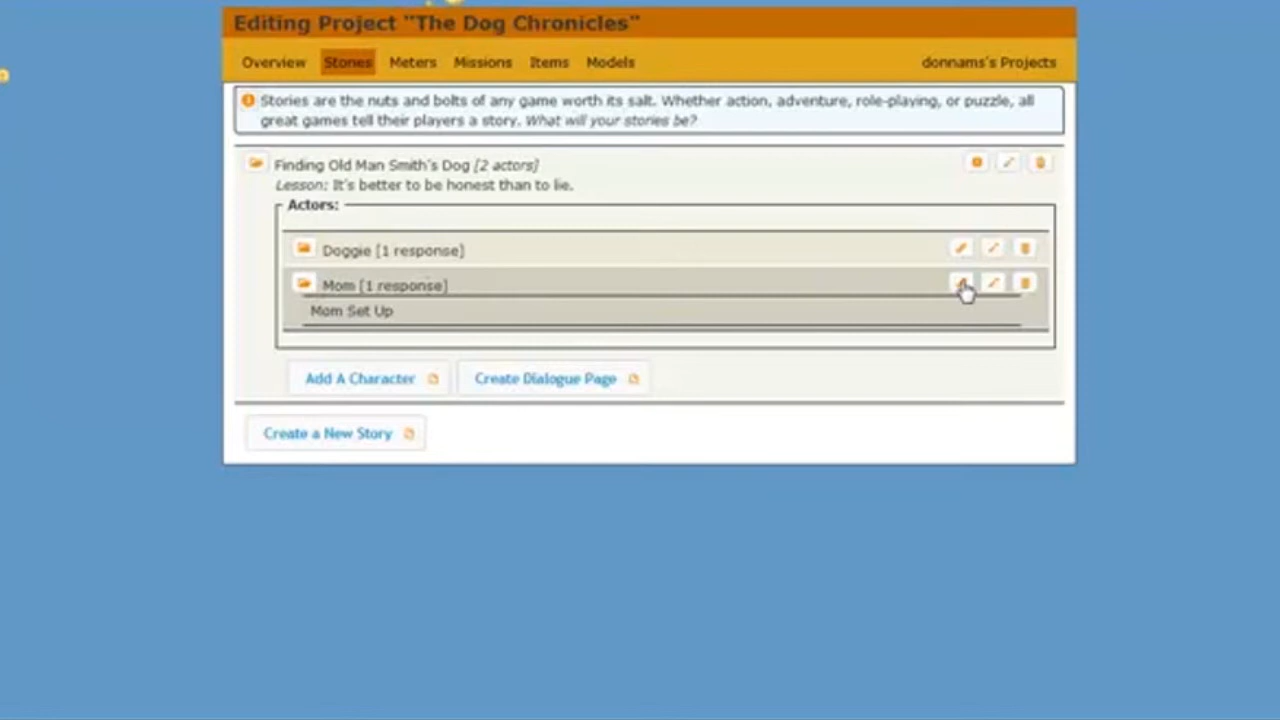 Editing Project "The Dog Chronicles"
Overview Stories Meters Missions Items Models donnams's Projects
Stories are the nuts and bolts of any game worth its salt. Whether action, adventure, role-playing, or puzzle, all
great games tell their players a story. What will your stories be?
Finding Old Man Smith's Dog [2 actors]
Lesson: It's better to be honest than to lie.
Actors:
Doggie [1 response]
Mom [1 response]
Mom Set Up
Add A Character Create Dialogue Page
Create a New Story